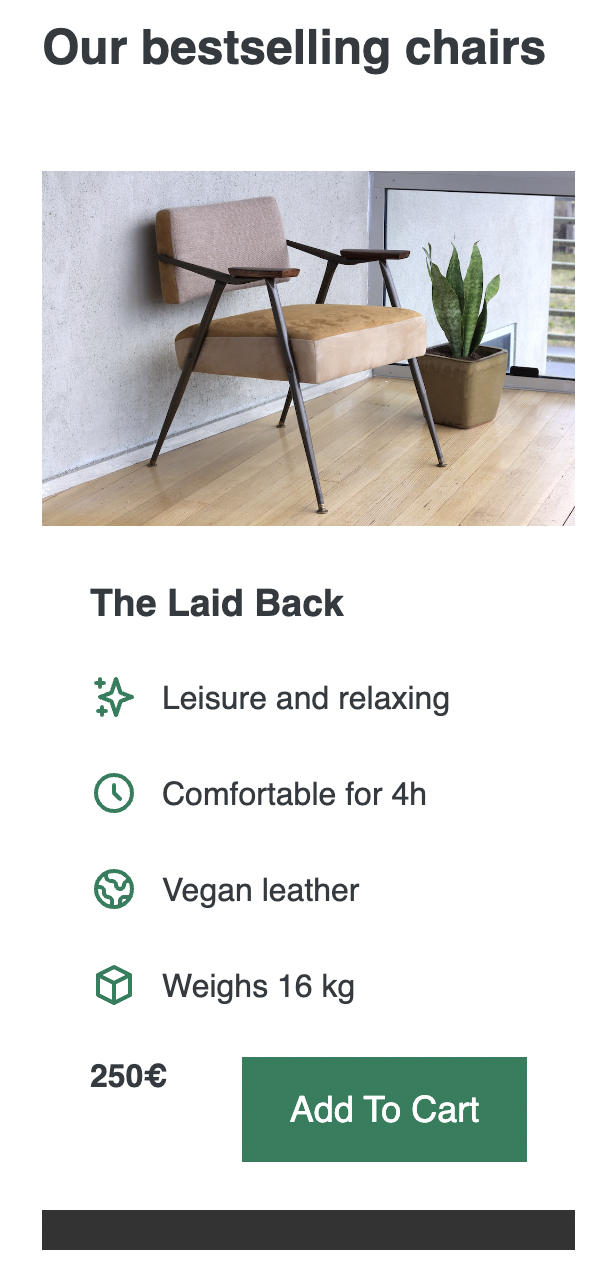 Our bestselling chairs
The Laid Back
Leisure and relaxing
Comfortable for 4h
Vegan leather
Weighs 16 kg
250€
Add To Cart